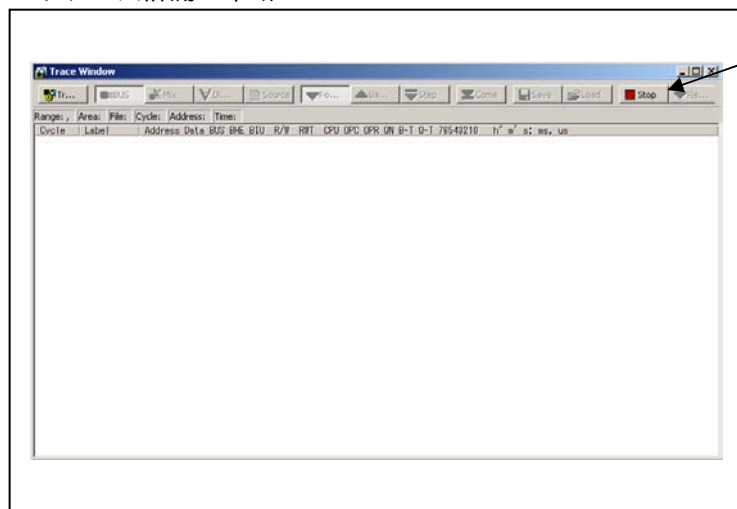 Trace Window
Tr... BUS Mix Di... Source Fo... Step Come Save Load Stop Re...
Range: , Area: File: Cycle: Address: Time:
Cycle Label Address Data BUS BHE BIU R/W RWT CPU OPC OPR QN B-T Q-T 76543210 h" m' s: ms. us